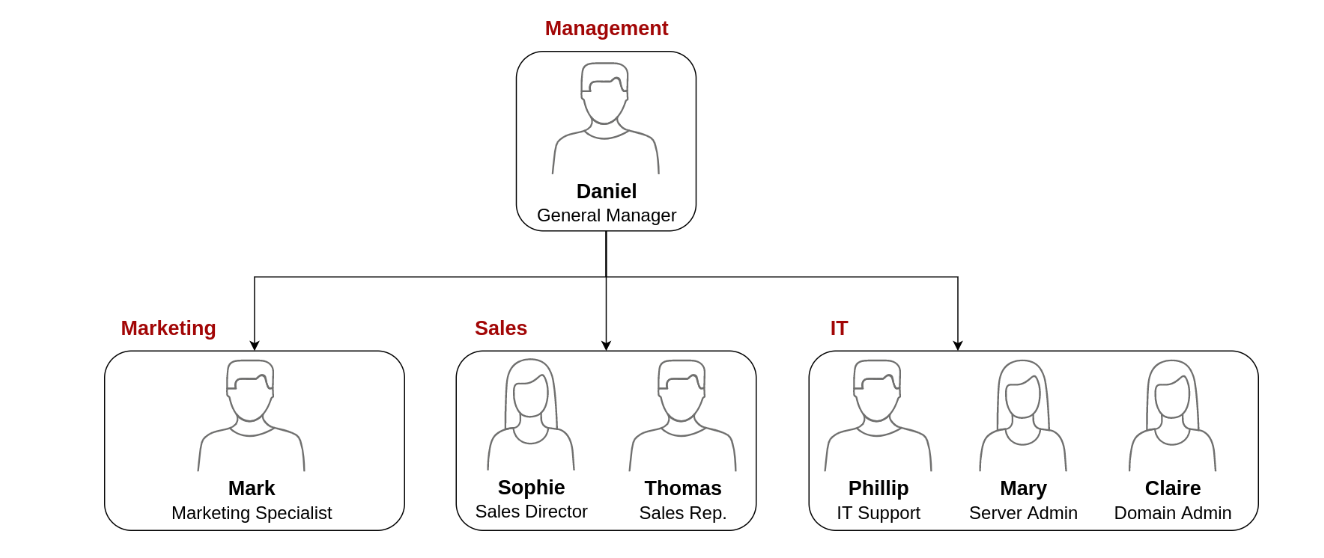 Management
Daniel
General Manager
Marketing
Sales
IT
Mark
Marketing Specialist
Sophie
Sales Director
Thomas
Sales Rep.
Phillip
IT Support
Mary
Server Admin
Claire
Domain Admin